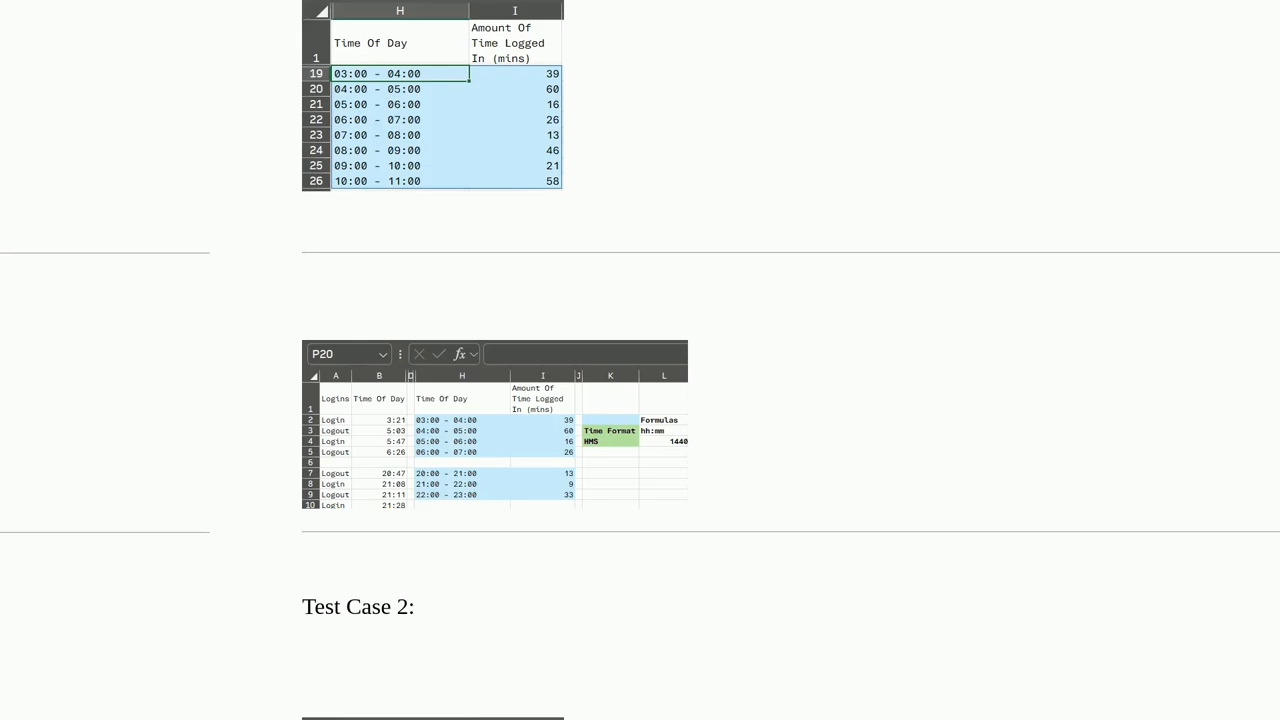 H I
1 Time Of Day Amount Of Time Logged In (mins)
19 03:00 - 04:00 39
20 04:00 - 05:00 60
21 05:00 - 06:00 16
22 06:00 - 07:00 26
23 07:00 - 08:00 13
24 08:00 - 09:00 46
25 09:00 - 10:00 21
26 10:00 - 11:00 58
P20 fx
A B D H I J K L
1 Logins Time Of Day Time Of Day Amount Of Time Logged In (mins)
2 Login 3:21 03:00 - 04:00 39 Formulas
3 Logout 5:03 04:00 - 05:00 60 Time Format hh:mm
4 Login 5:47 05:00 - 06:00 16 HMS 1440
5 Logout 6:26 06:00 - 07:00 26
6
7 Logout 20:47 20:00 - 21:00 13
8 Login 21:08 21:00 - 22:00 9
9 Logout 21:11 22:00 - 23:00 33
10 Login 21:28
Test Case 2: